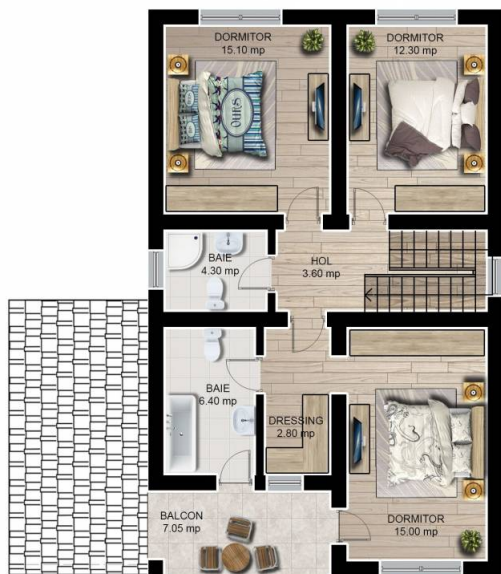 DORMITOR
15.10 mp
DORMITOR
12.30 mp
OURS
BAIE
4.30 mp
HOL
3.60 mp
BAIE
6.40 mp
DRESSING
2.80 mp
BALCON
7.05 mp
DORMITOR
15.00 mp